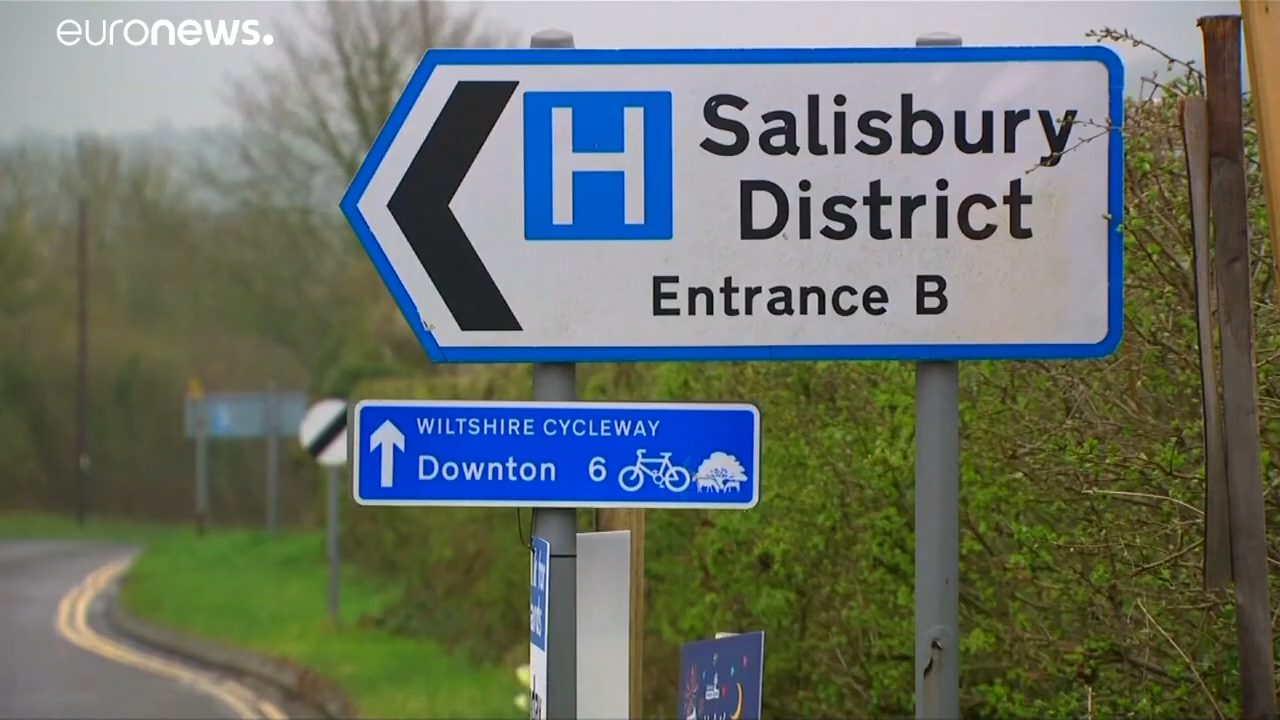 euronews.
H Salisbury
District
Entrance B
WILTSHIRE CYCLEWAY
Downton 6